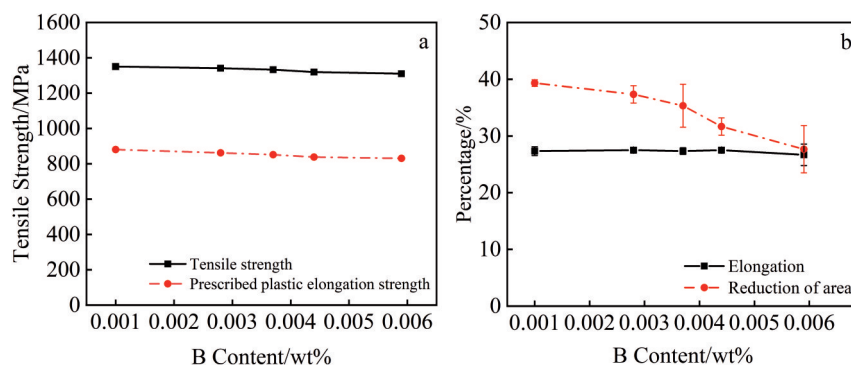 a
1600
1400
1200
1000
800
600
400
200
0
Tensile Strength/MPa
Tensile strength
Prescribed plastic elongation strength
0.001 0.002 0.003 0.004 0.005 0.006
B Content/wt%
b
50
40
30
20
10
0
Percentage/%
Elongation
Reduction of area
0.001 0.002 0.003 0.004 0.005 0.006
B Content/wt%